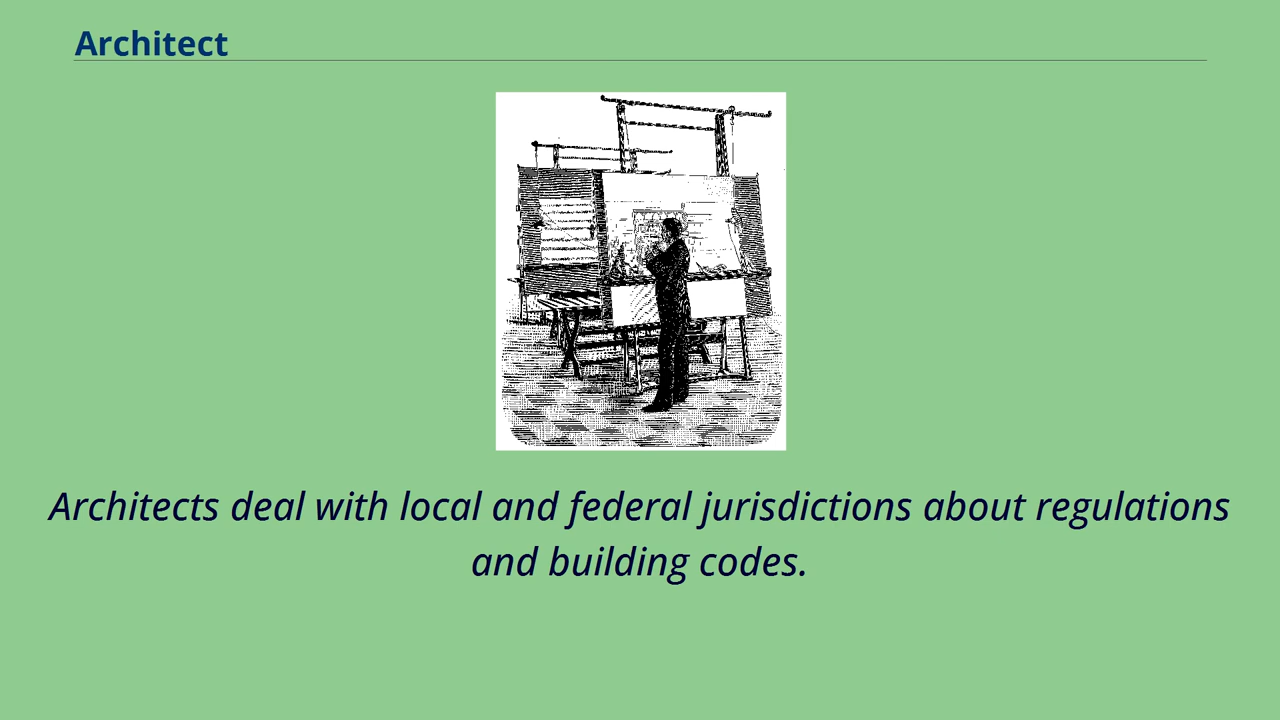 Architect
Architects deal with local and federal jurisdictions about regulations
and building codes.